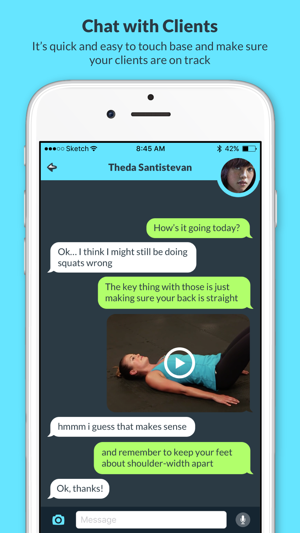 Chat with Clients
It's quick and easy to touch base and make sure
your clients are on track
Sketch
8:45 AM
42%
Theda Santistevan
How's it going today?
Ok... I think I might still be doing
squats wrong
The key thing with those is just
making sure your back is straight
hmmm i guess that makes sense
and remember to keep your feet
about shoulder-width apart
Ok, thanks!
Message